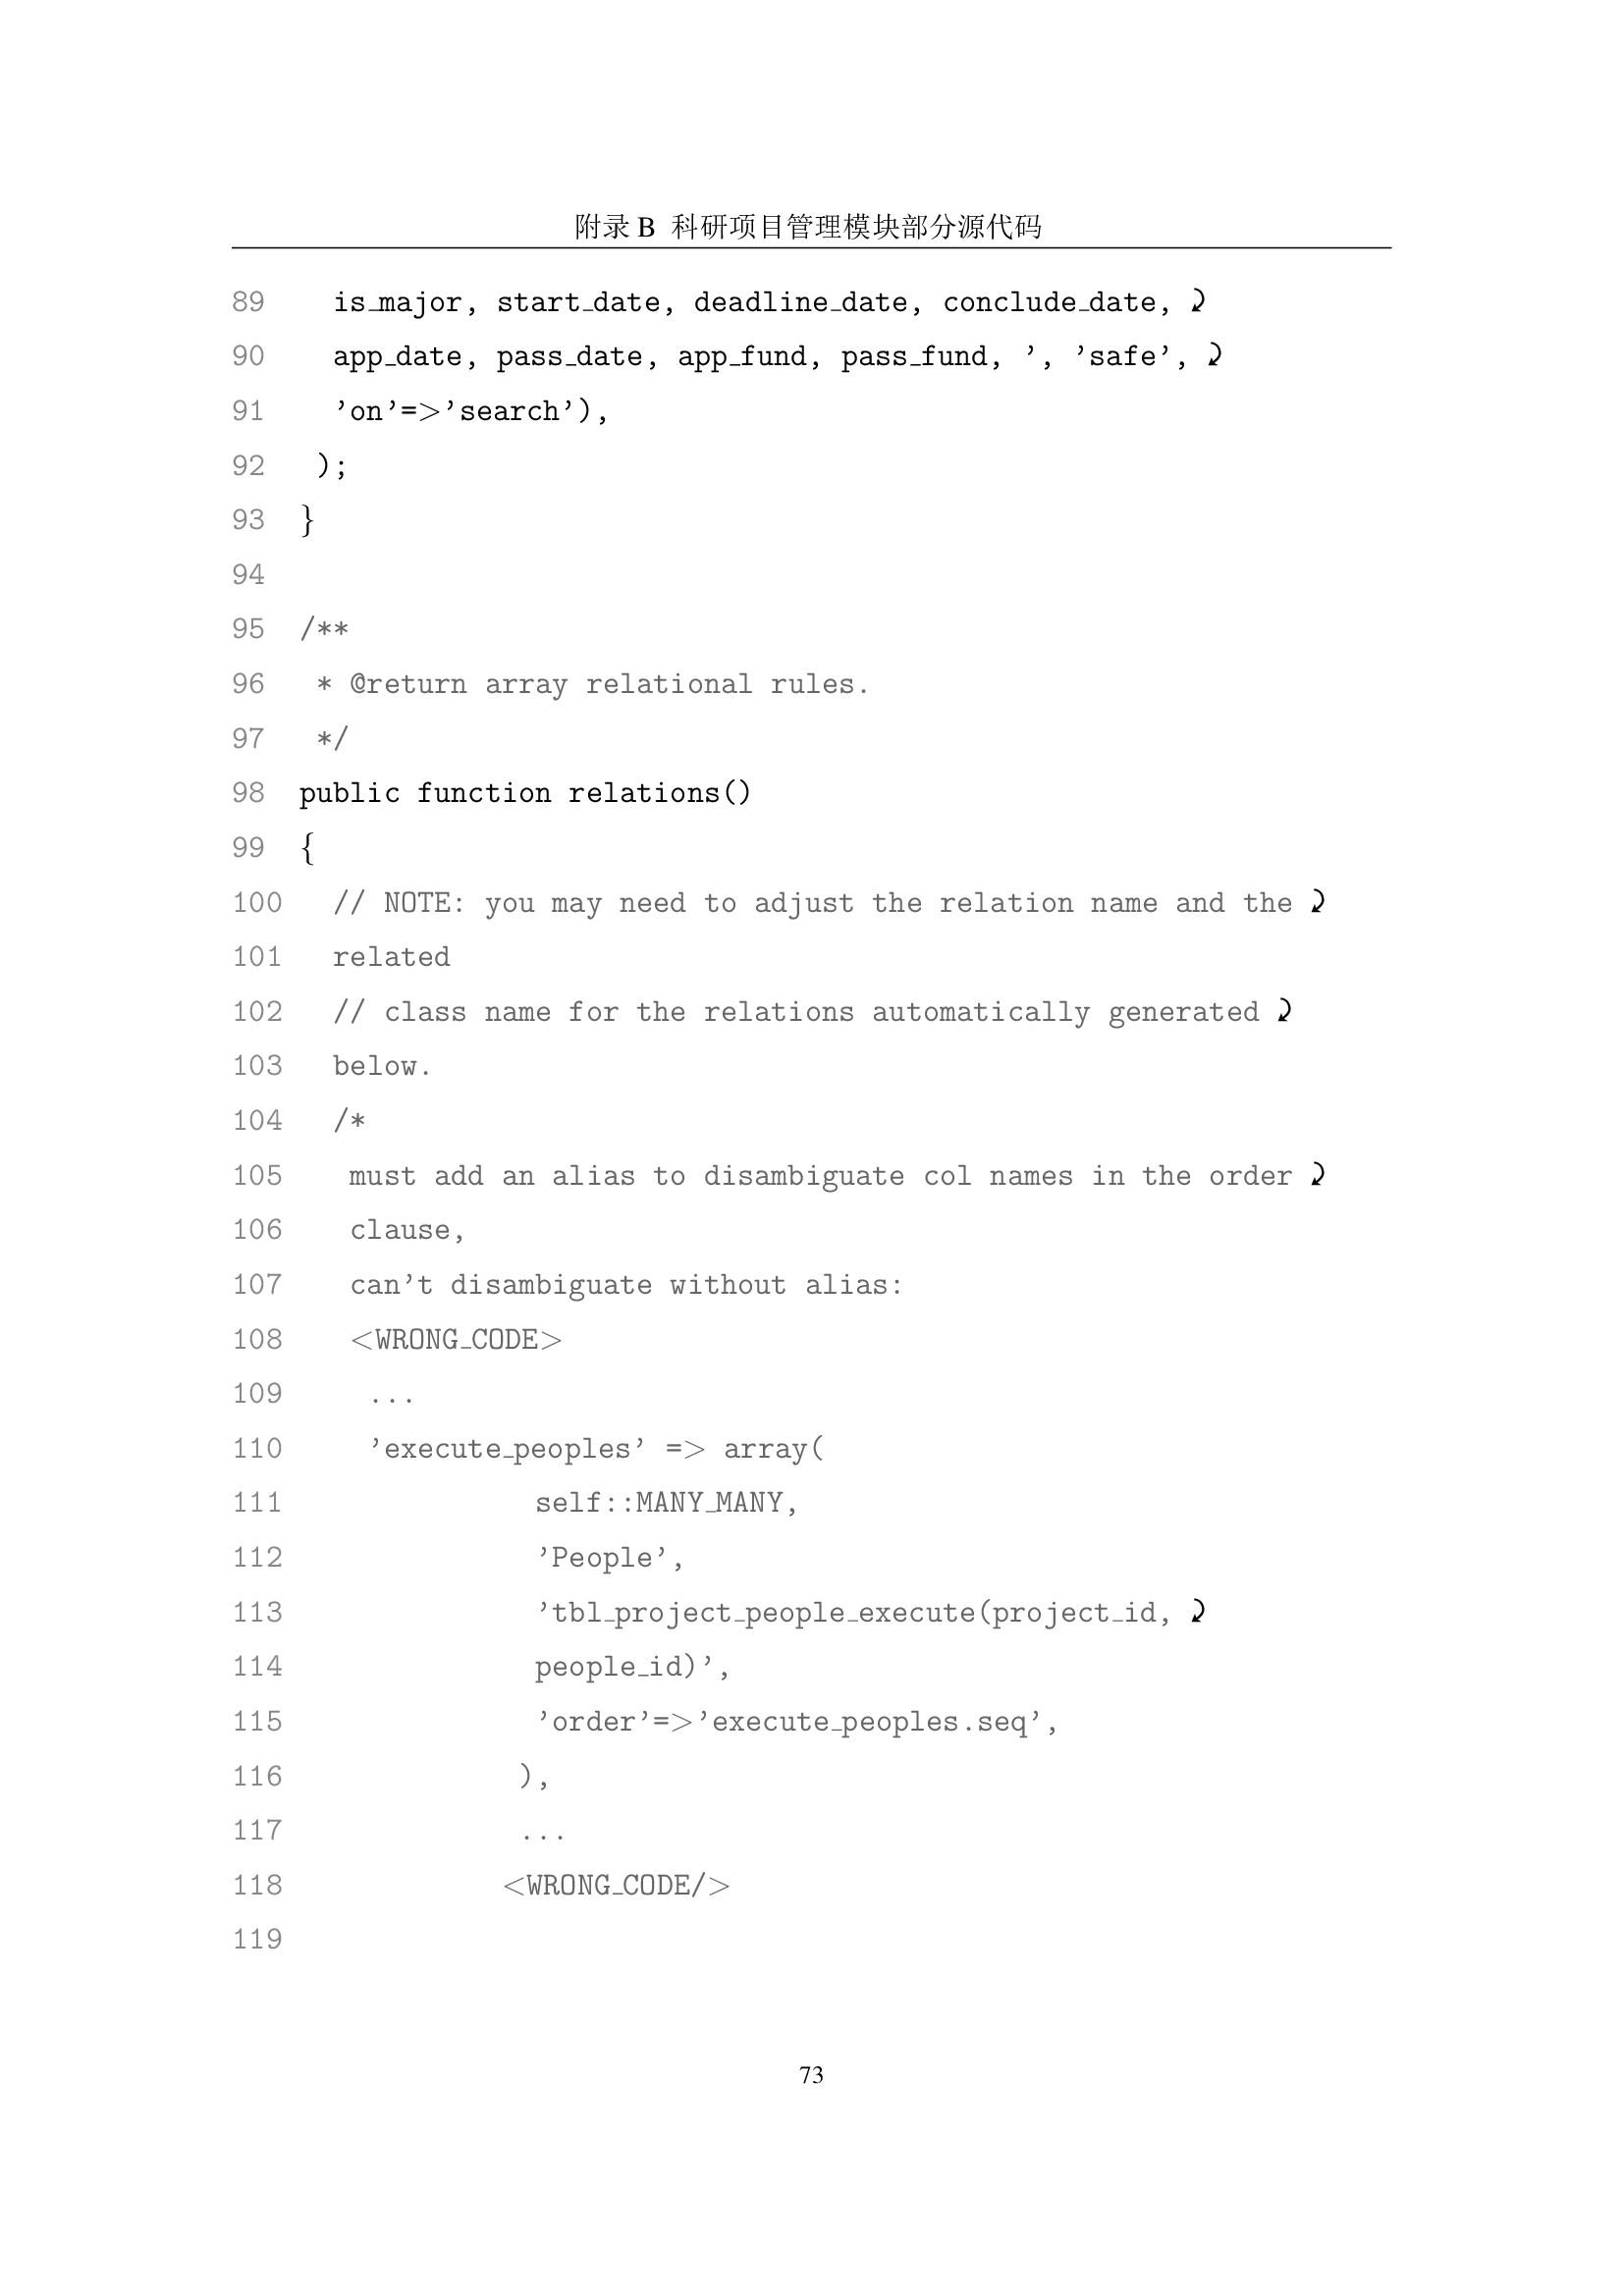 附录 B 科研项目管理模块部分源代码
89 is_major, start_date, deadline_date, conclude_date, ⤸
90 app_date, pass_date, app_fund, pass_fund, ', 'safe', ⤸
91 'on'=>'search'),
92 );
93 }
94
95 /**
96 * @return array relational rules.
97 */
98 public function relations()
99 {
100 // NOTE: you may need to adjust the relation name and the ⤸
101 related
102 // class name for the relations automatically generated ⤸
103 below.
104 /*
105 must add an alias to disambiguate col names in the order ⤸
106 clause,
107 can't disambiguate without alias:
108 <WRONG_CODE>
109 ...
110 'execute_peoples' => array(
111 self::MANY_MANY,
112 'People',
113 'tbl_project_people_execute(project_id, ⤸
114 people_id)',
115 'order'=>'execute_peoples.seq',
116 ),
117 ...
118 <WRONG_CODE/>
119
73